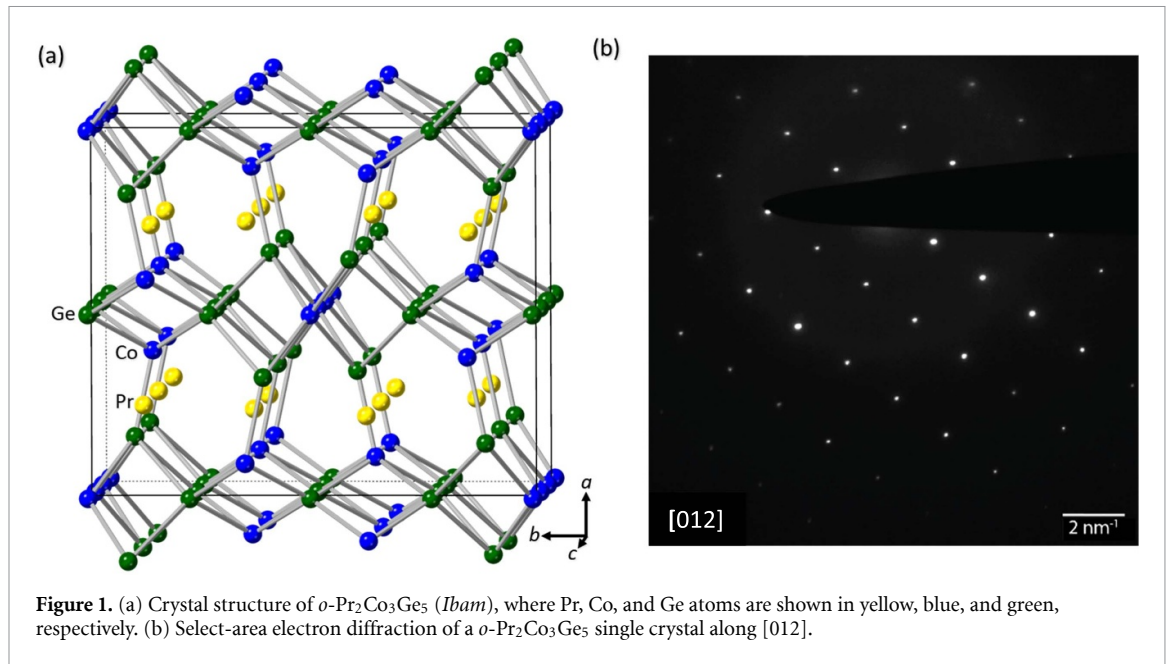 (a)
(b)
Ge
Co
Pr
a
b
c
[012]
2 nm⁻¹
Figure 1. (a) Crystal structure of o-Pr₂Co₃Ge₅ (Ibam), where Pr, Co, and Ge atoms are shown in yellow, blue, and green,
respectively. (b) Select-area electron diffraction of a o-Pr₂Co₃Ge₅ single crystal along [012].